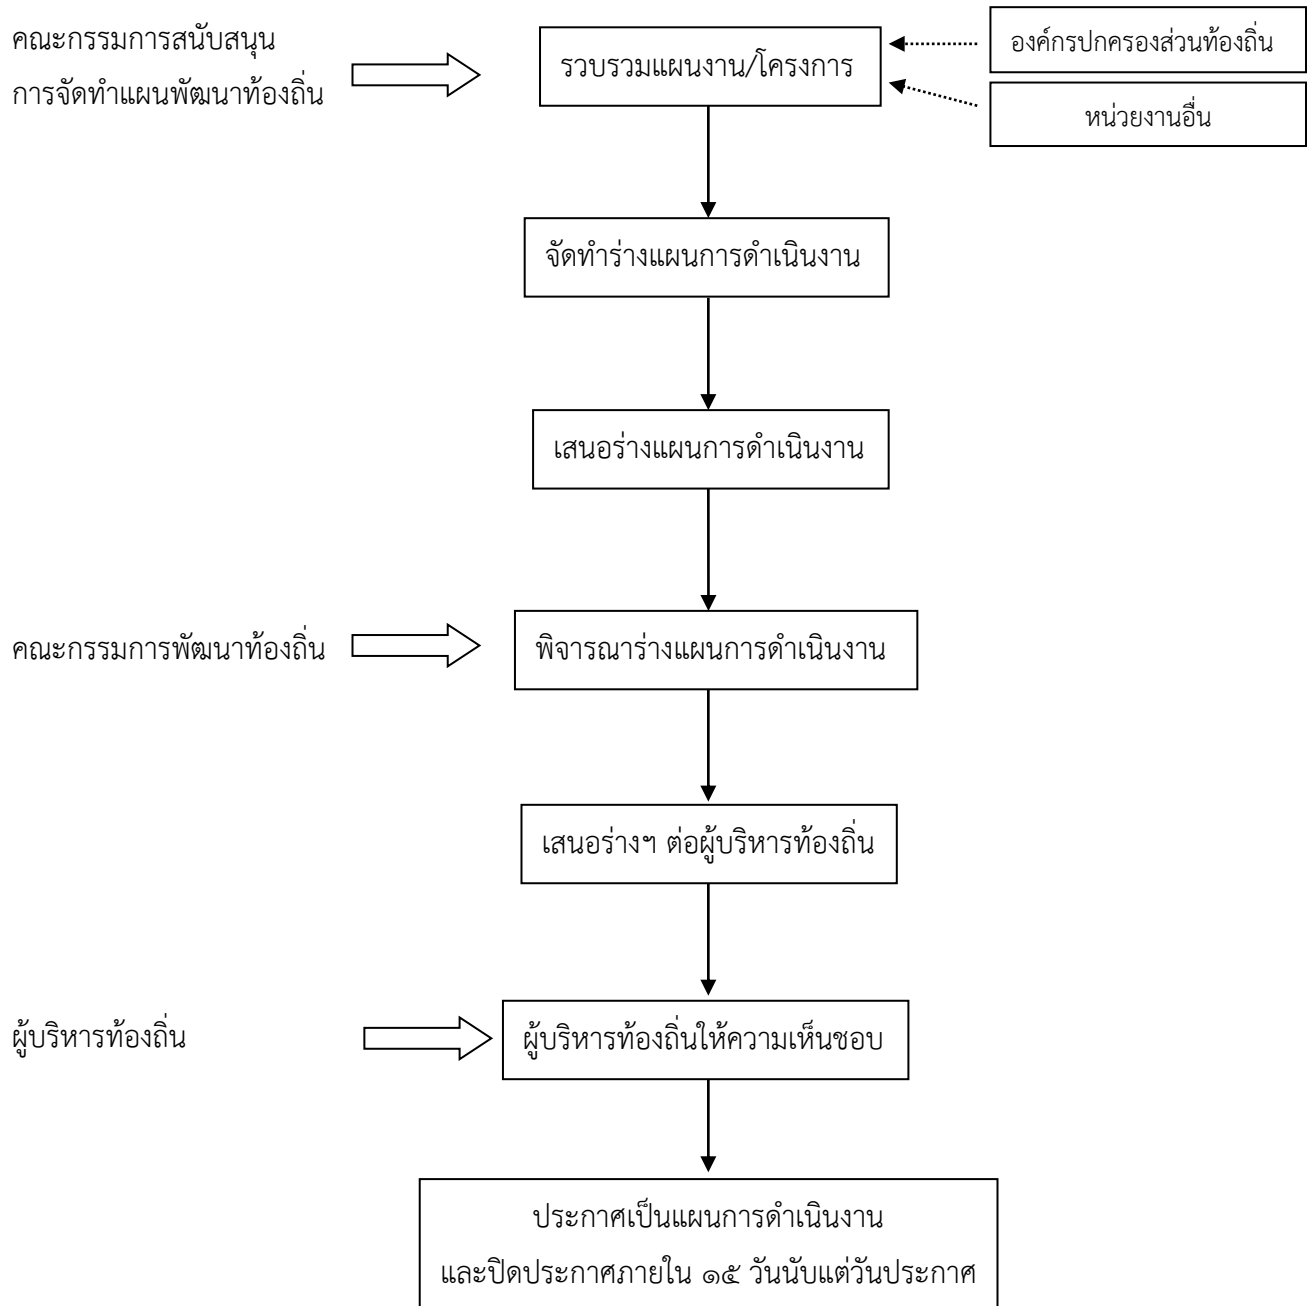 คณะกรรมการสนับสนุน
การจัดทำแผนพัฒนาท้องถิ่น
รวบรวมแผนงาน/โครงการ
องค์กรปกครองส่วนท้องถิ่น
หน่วยงานอื่น
จัดทำร่างแผนการดำเนินงาน
เสนอร่างแผนการดำเนินงาน
คณะกรรมการพัฒนาท้องถิ่น
พิจารณาร่างแผนการดำเนินงาน
เสนอร่างฯ ต่อผู้บริหารท้องถิ่น
ผู้บริหารท้องถิ่น
ผู้บริหารท้องถิ่นให้ความเห็นชอบ
ประกาศเป็นแผนการดำเนินงาน
และปิดประกาศภายใน ๑๕ วันนับแต่วันประกาศ